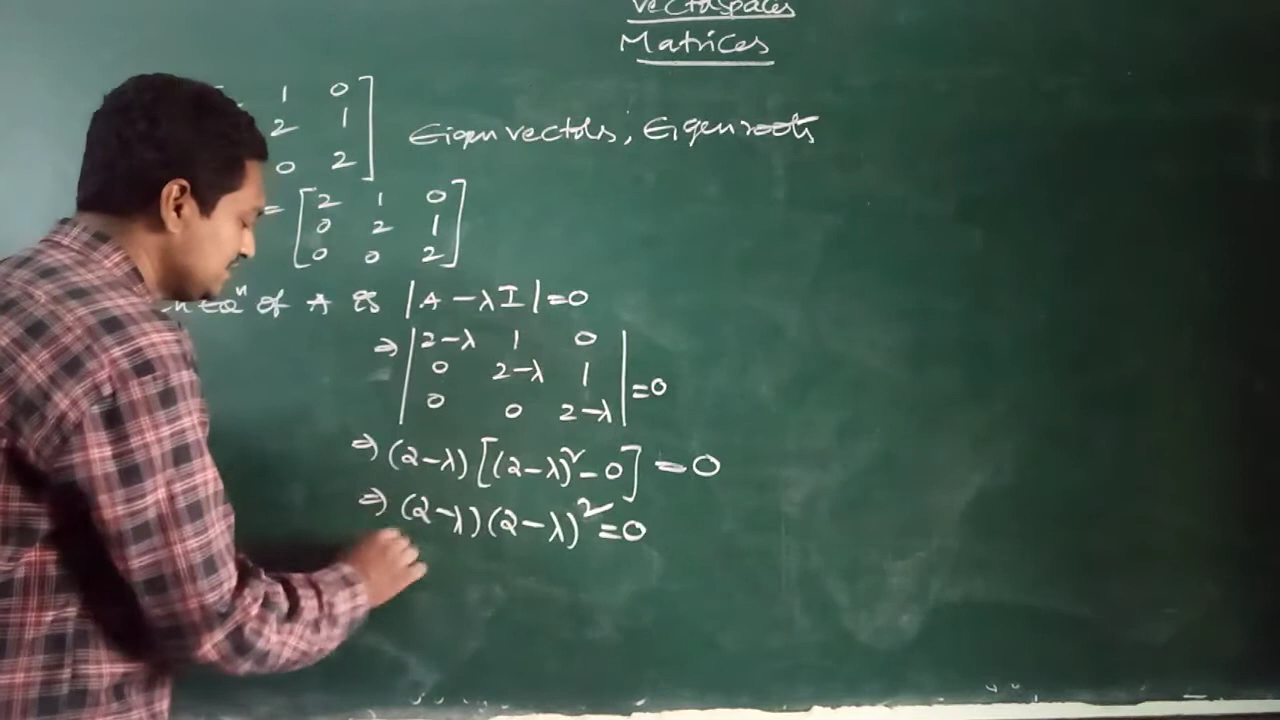 Vectorspaces
Matrices
1 0
2 1
0 2
Eigen vectors, Eigen roots
= [2 1 0
0 2 1
0 0 2]
of A is |A - λI| = 0
⇒ |2-λ 1 0
0 2-λ 1
0 0 2-λ| = 0
⇒ (2-λ) [(2-λ)² - 0] = 0
⇒ (2-λ)(2-λ)² = 0